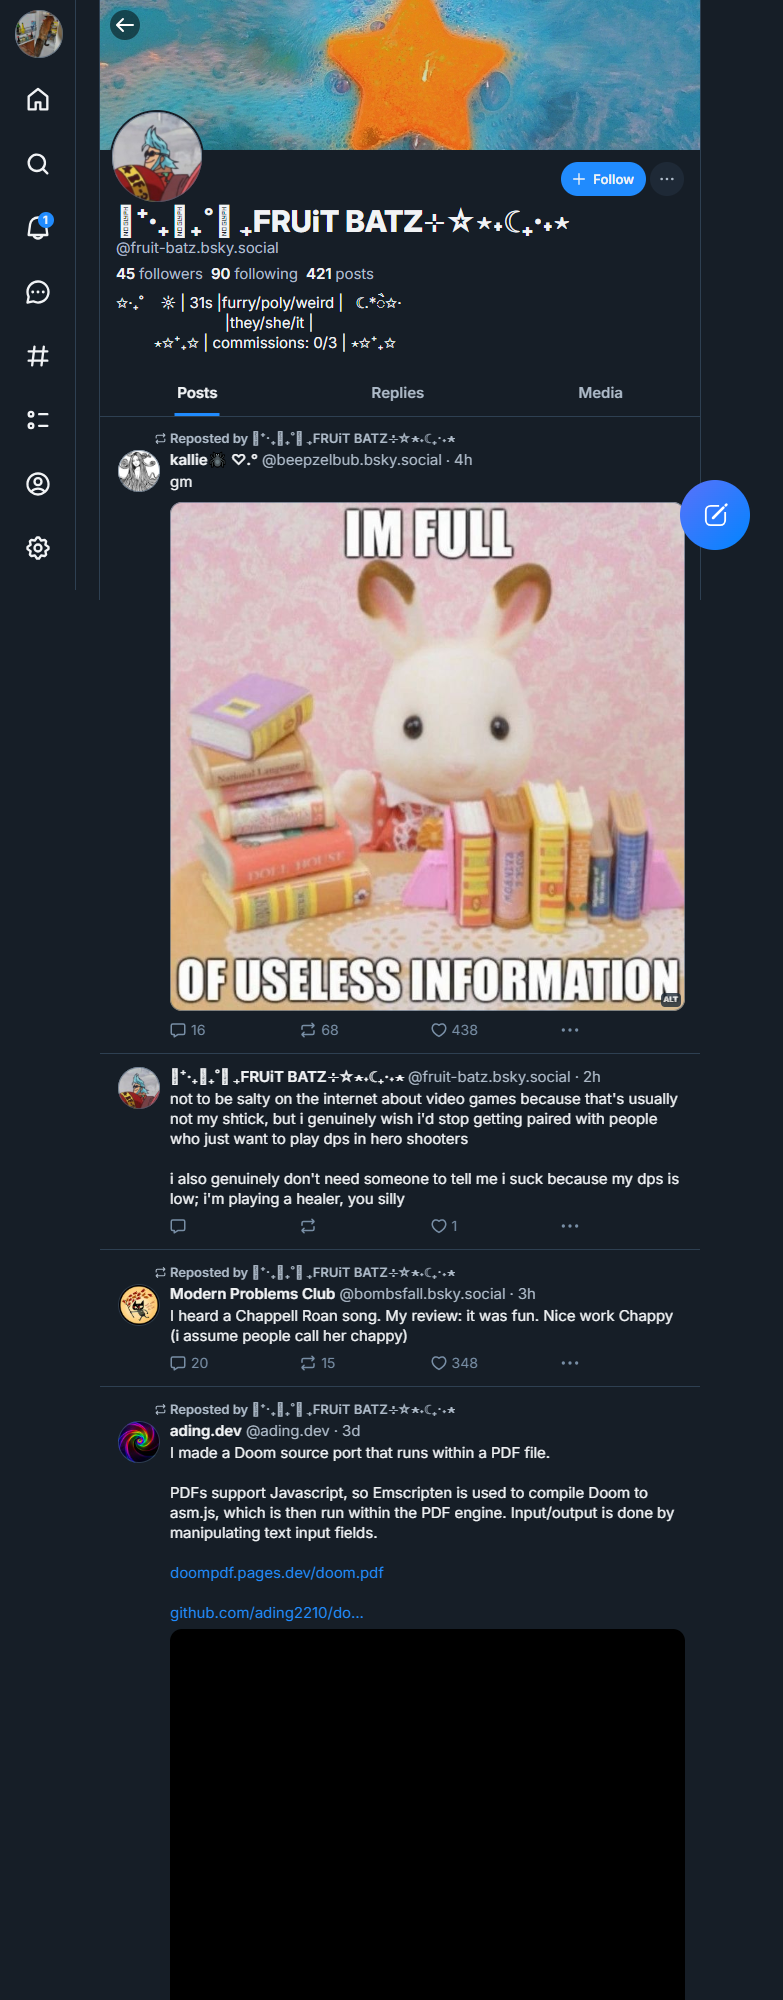 1
Follow
⁺‧₊˚ ₊FRUiT BATZ⊹☆⋆˖☾₊‧˖⋆
@fruit-batz.bsky.social
45 followers 90 following 421 posts
✩‧₊˚ ☼ | 31s |furry/poly/weird | ☾.*ं✩‧
|they/she/it |
⋆✩⁺₊✩ | commissions: 0/3 | ⋆✩⁺₊✩
Posts Replies Media
Reposted by ⁺‧₊˚ ₊FRUiT BATZ⊹☆⋆˖☾₊‧˖⋆
kallie🕷 ♡.° @beepzelbub.bsky.social · 4h
gm
IM FULL
National Language
DOLL HOUSE
OF USELESS INFORMATION
ALT
16 68 438
⁺‧₊˚ ₊FRUiT BATZ⊹☆⋆˖☾₊‧˖⋆ @fruit-batz.bsky.social · 2h
not to be salty on the internet about video games because that's usually
not my shtick, but i genuinely wish i'd stop getting paired with people
who just want to play dps in hero shooters
i also genuinely don't need someone to tell me i suck because my dps is
low; i'm playing a healer, you silly
1
Reposted by ⁺‧₊˚ ₊FRUiT BATZ⊹☆⋆˖☾₊‧˖⋆
Modern Problems Club @bombsfall.bsky.social · 3h
I heard a Chappell Roan song. My review: it was fun. Nice work Chappy
(i assume people call her chappy)
20 15 348
Reposted by ⁺‧₊˚ ₊FRUiT BATZ⊹☆⋆˖☾₊‧˖⋆
ading.dev @ading.dev · 3d
I made a Doom source port that runs within a PDF file.
PDFs support Javascript, so Emscripten is used to compile Doom to
asm.js, which is then run within the PDF engine. Input/output is done by
manipulating text input fields.
doompdf.pages.dev/doom.pdf
github.com/ading2210/do...